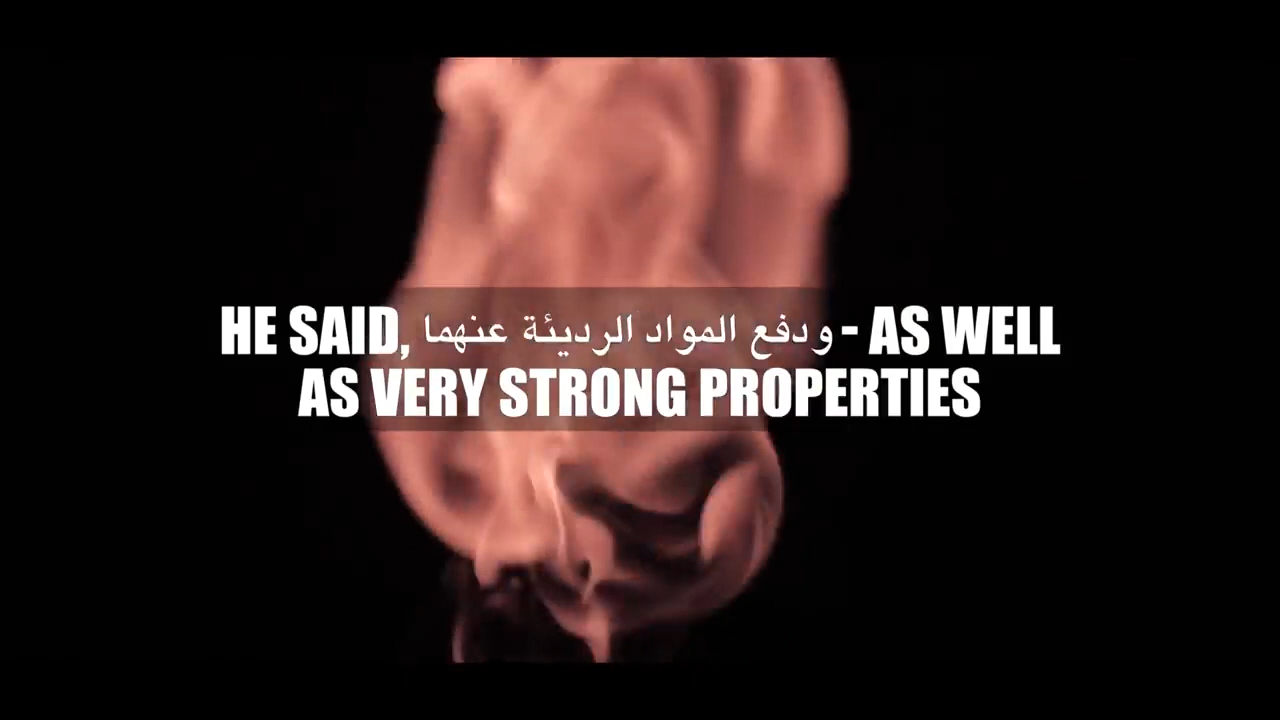 HE SAID, ودفع المواد الرديئة عنهما - AS WELL
AS VERY STRONG PROPERTIES